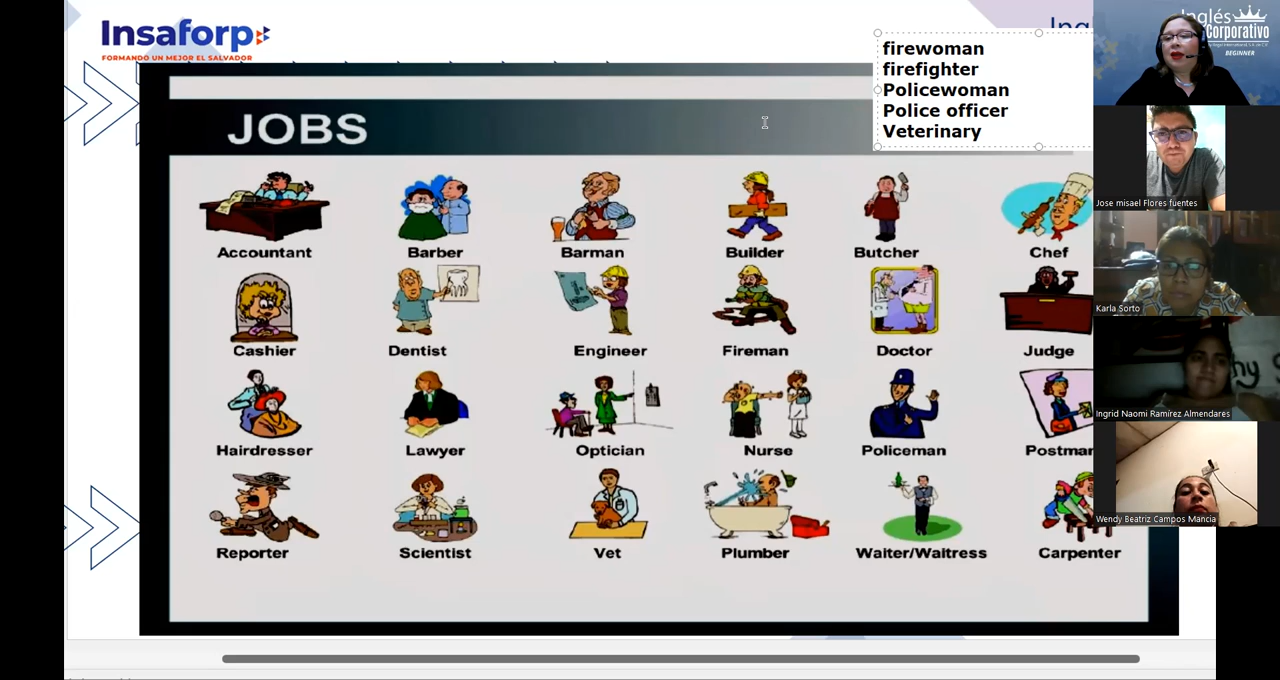 Insaforp
FORMANDO UN MEJOR EL SALVADOR
firewoman
firefighter
Policewoman
Police officer
Veterinary
JOBS
Accountant
Barber
Barman
Builder
Butcher
Chef
Cashier
Dentist
Engineer
Fireman
Doctor
Judge
Hairdresser
Lawyer
Optician
Nurse
Policeman
Postman
Reporter
Scientist
Vet
Plumber
Waiter/Waitress
Carpenter
Inglés
Corporativo
BEGINNER
Jose misael Flores fuentes
Karla Sorto
Ingrid Naomi Ramírez Almendares
Wendy Beatriz Campos Mancia